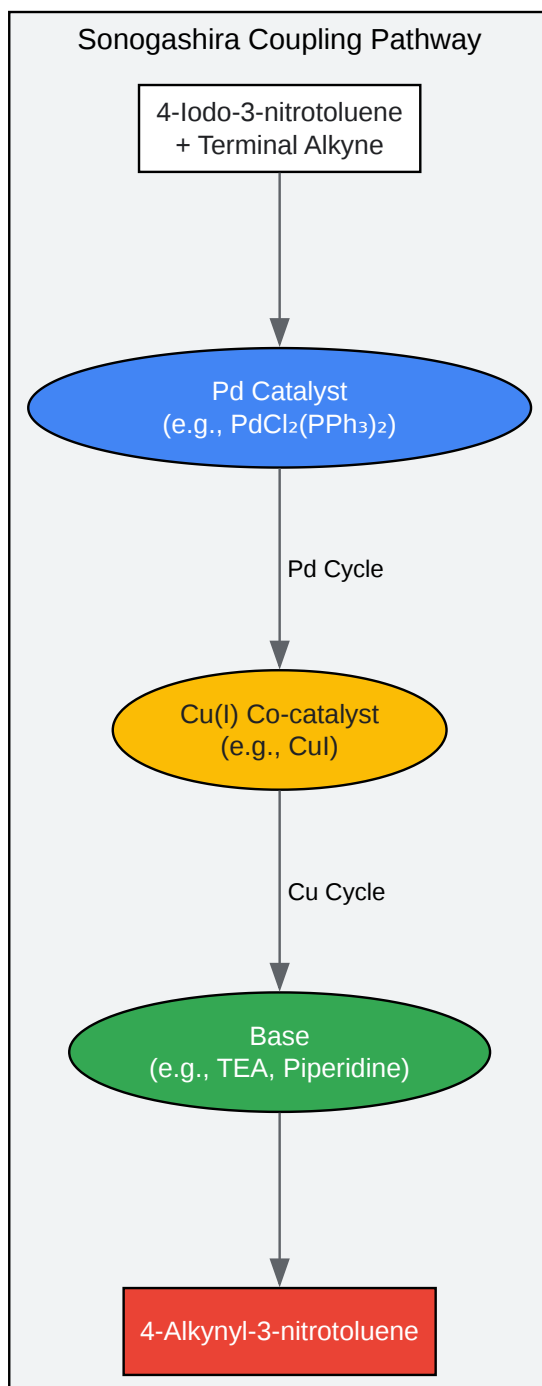 Sonogashira Coupling Pathway
4-Iodo-3-nitrotoluene
+ Terminal Alkyne
Pd Catalyst
(e.g., PdCl₂(PPh₃)₂)
Pd Cycle
Cu(I) Co-catalyst
(e.g., CuI)
Cu Cycle
Base
(e.g., TEA, Piperidine)
4-Alkynyl-3-nitrotoluene